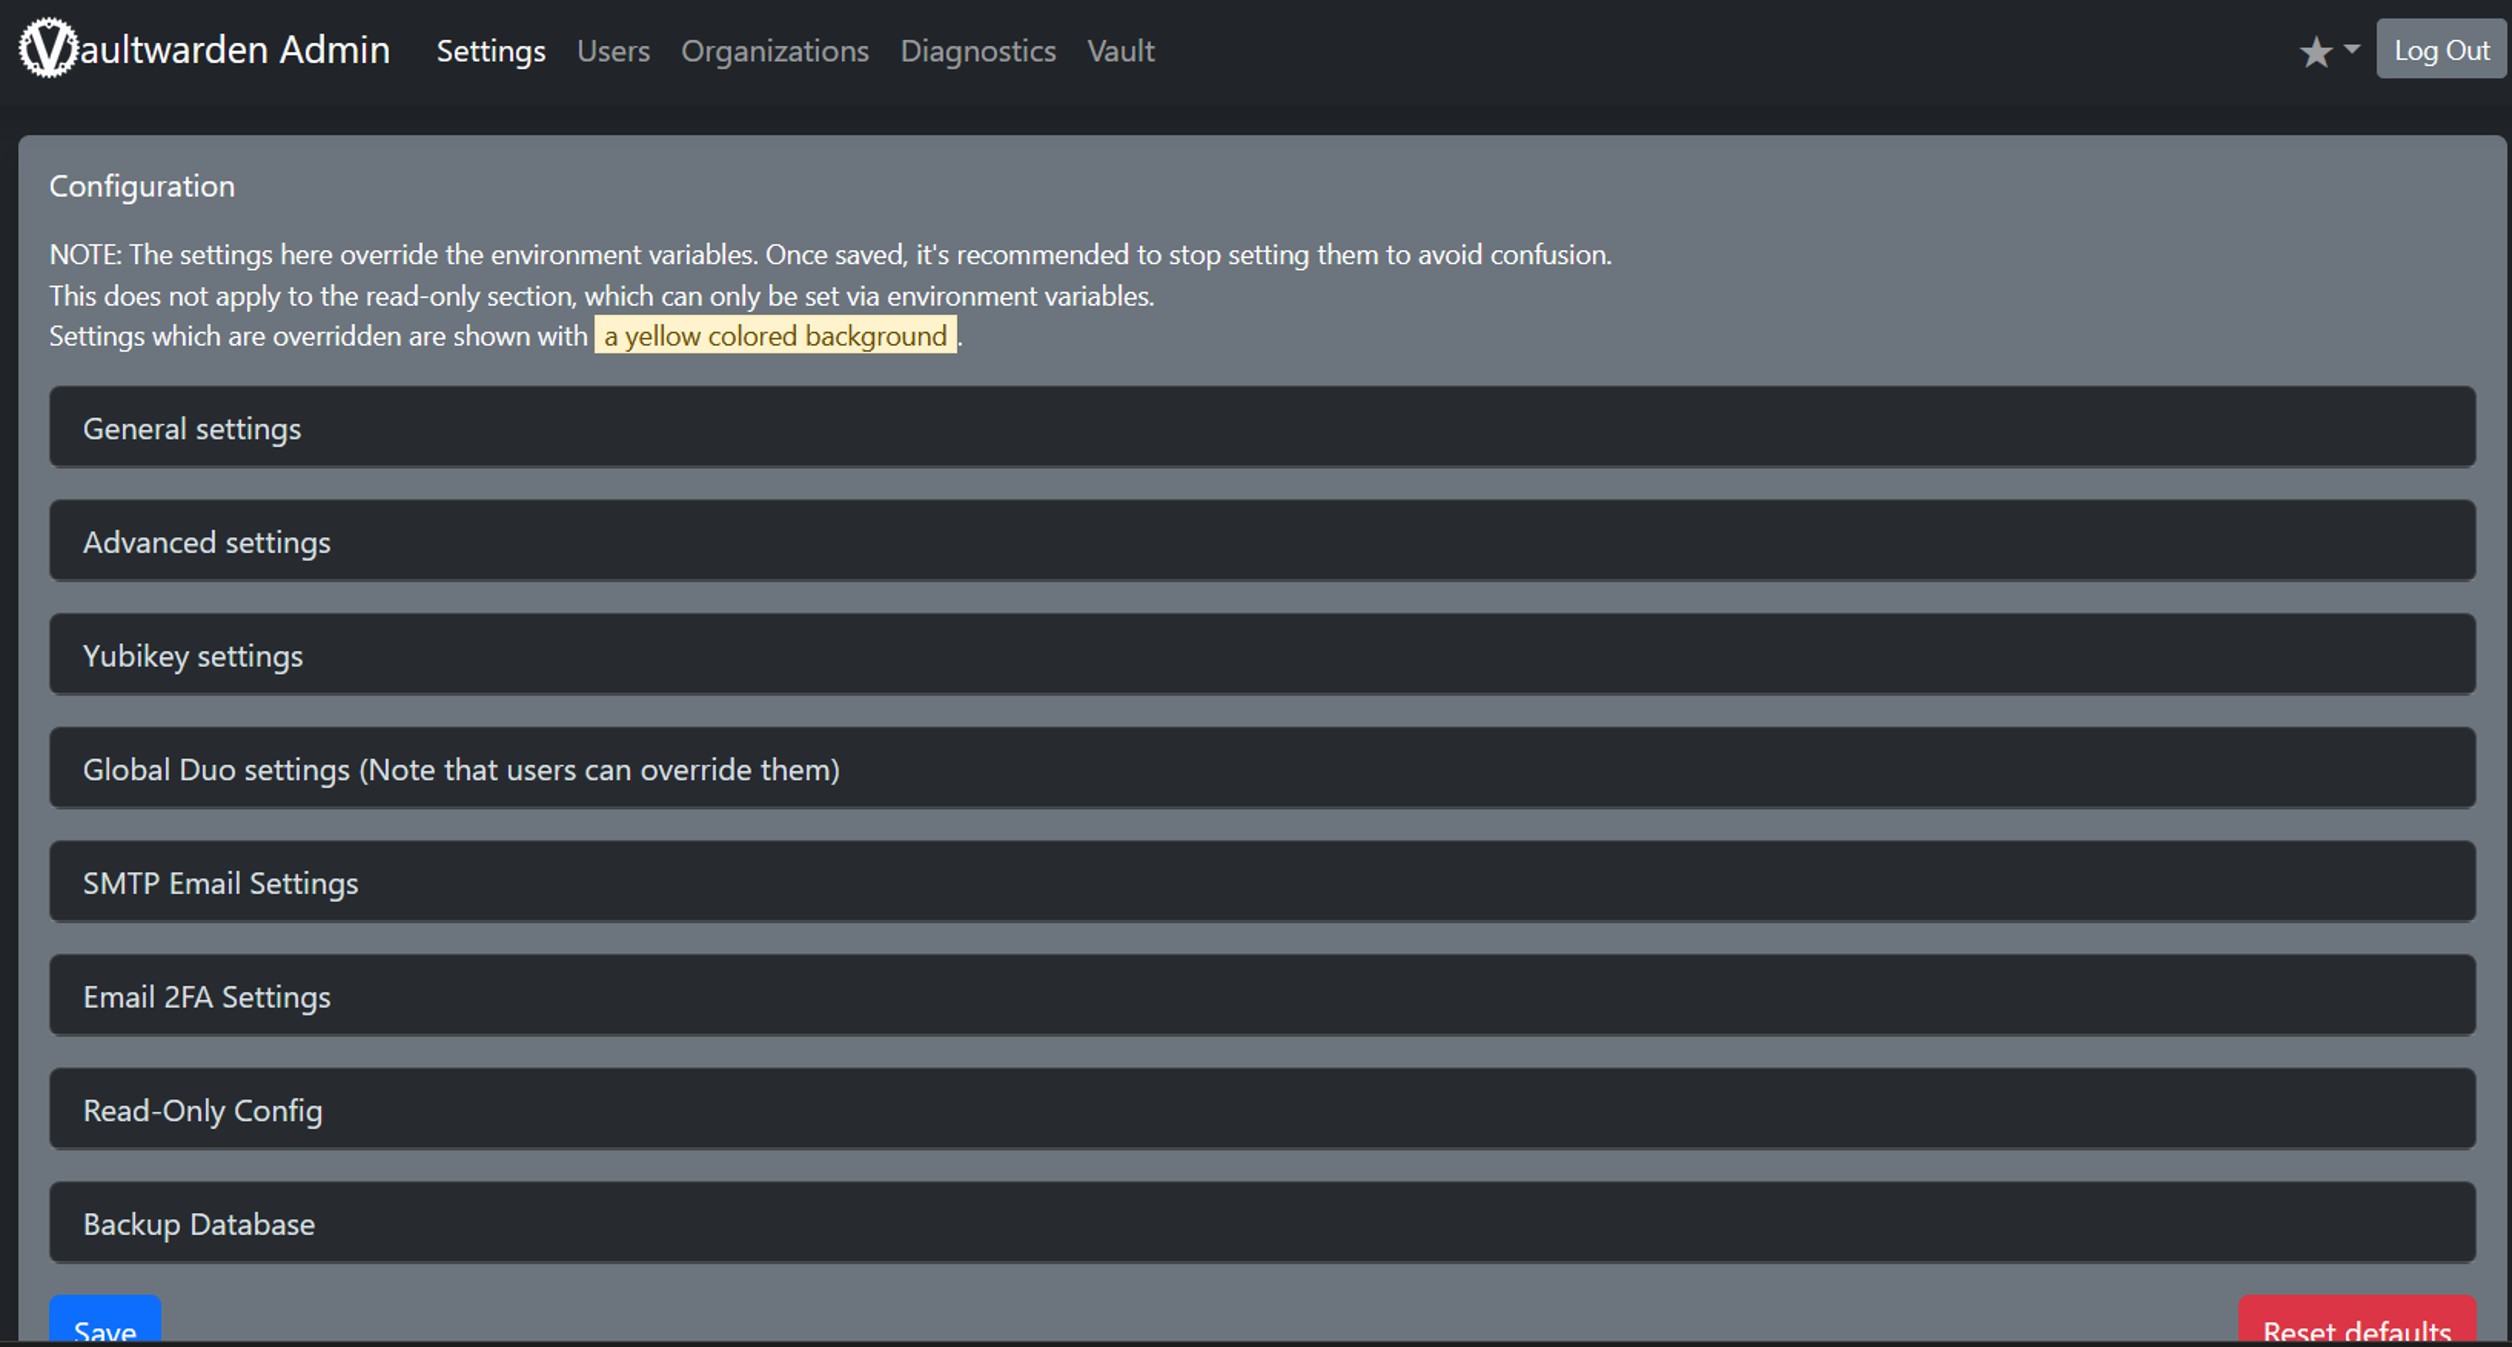 Vaultwarden Admin Settings Users Organizations Diagnostics Vault Log Out
Configuration
NOTE: The settings here override the environment variables. Once saved, it's recommended to stop setting them to avoid confusion.
This does not apply to the read-only section, which can only be set via environment variables.
Settings which are overridden are shown with a yellow colored background.
General settings
Advanced settings
Yubikey settings
Global Duo settings (Note that users can override them)
SMTP Email Settings
Email 2FA Settings
Read-Only Config
Backup Database
Save Reset defaults